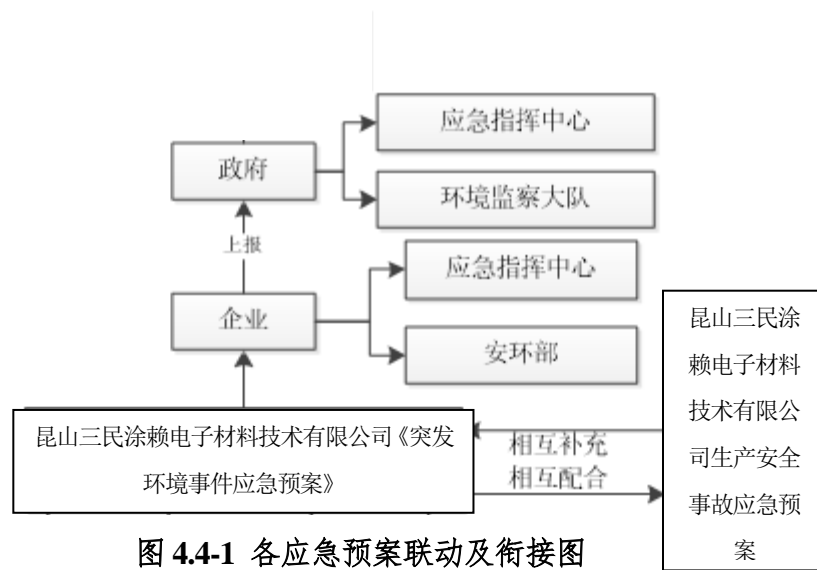 应急指挥中心
政府
环境监察大队
上报
应急指挥中心
企业
安环部
昆山三民涂赖电子材料技术有限公司《突发
环境事件应急预案》
相互补充
相互配合
昆山三民涂
赖电子材料
技术有限公
司生产安全
事故应急预
案
图 4.4-1 各应急预案联动及衔接图